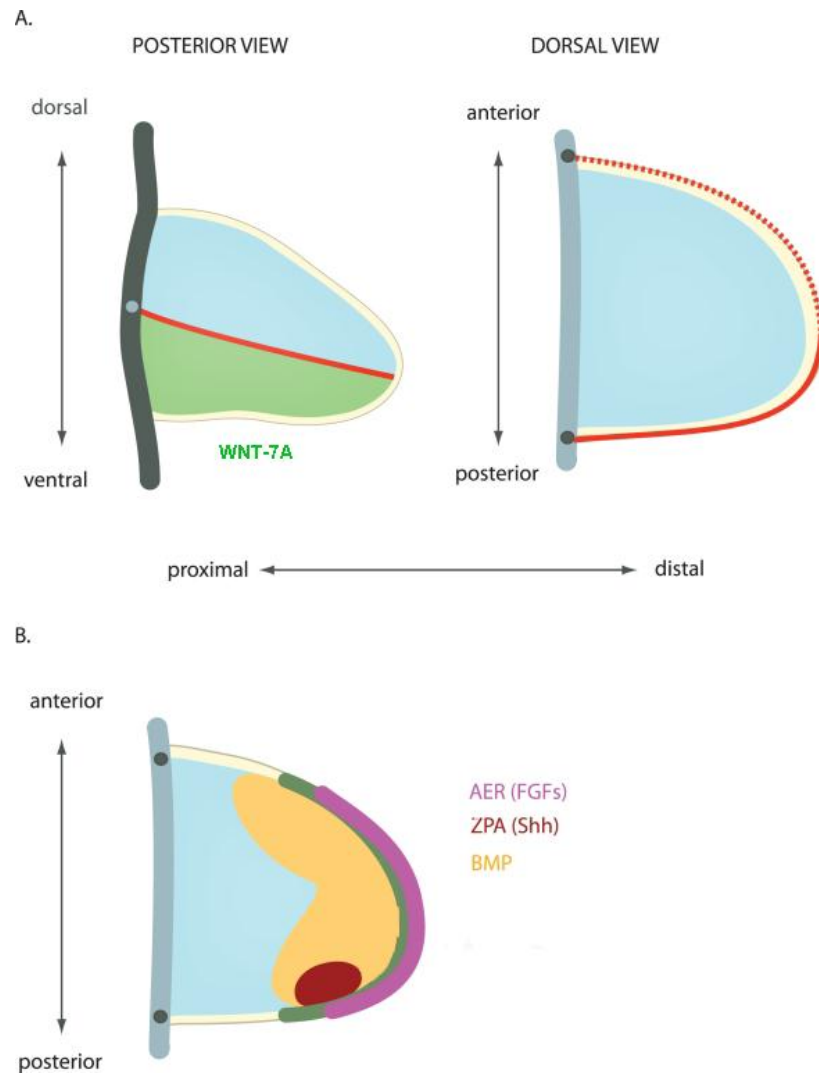 A.
POSTERIOR VIEW
DORSAL VIEW
dorsal
ventral
WNT-7A
anterior
posterior
proximal
distal
B.
anterior
posterior
AER (FGFs)
ZPA (Shh)
BMP